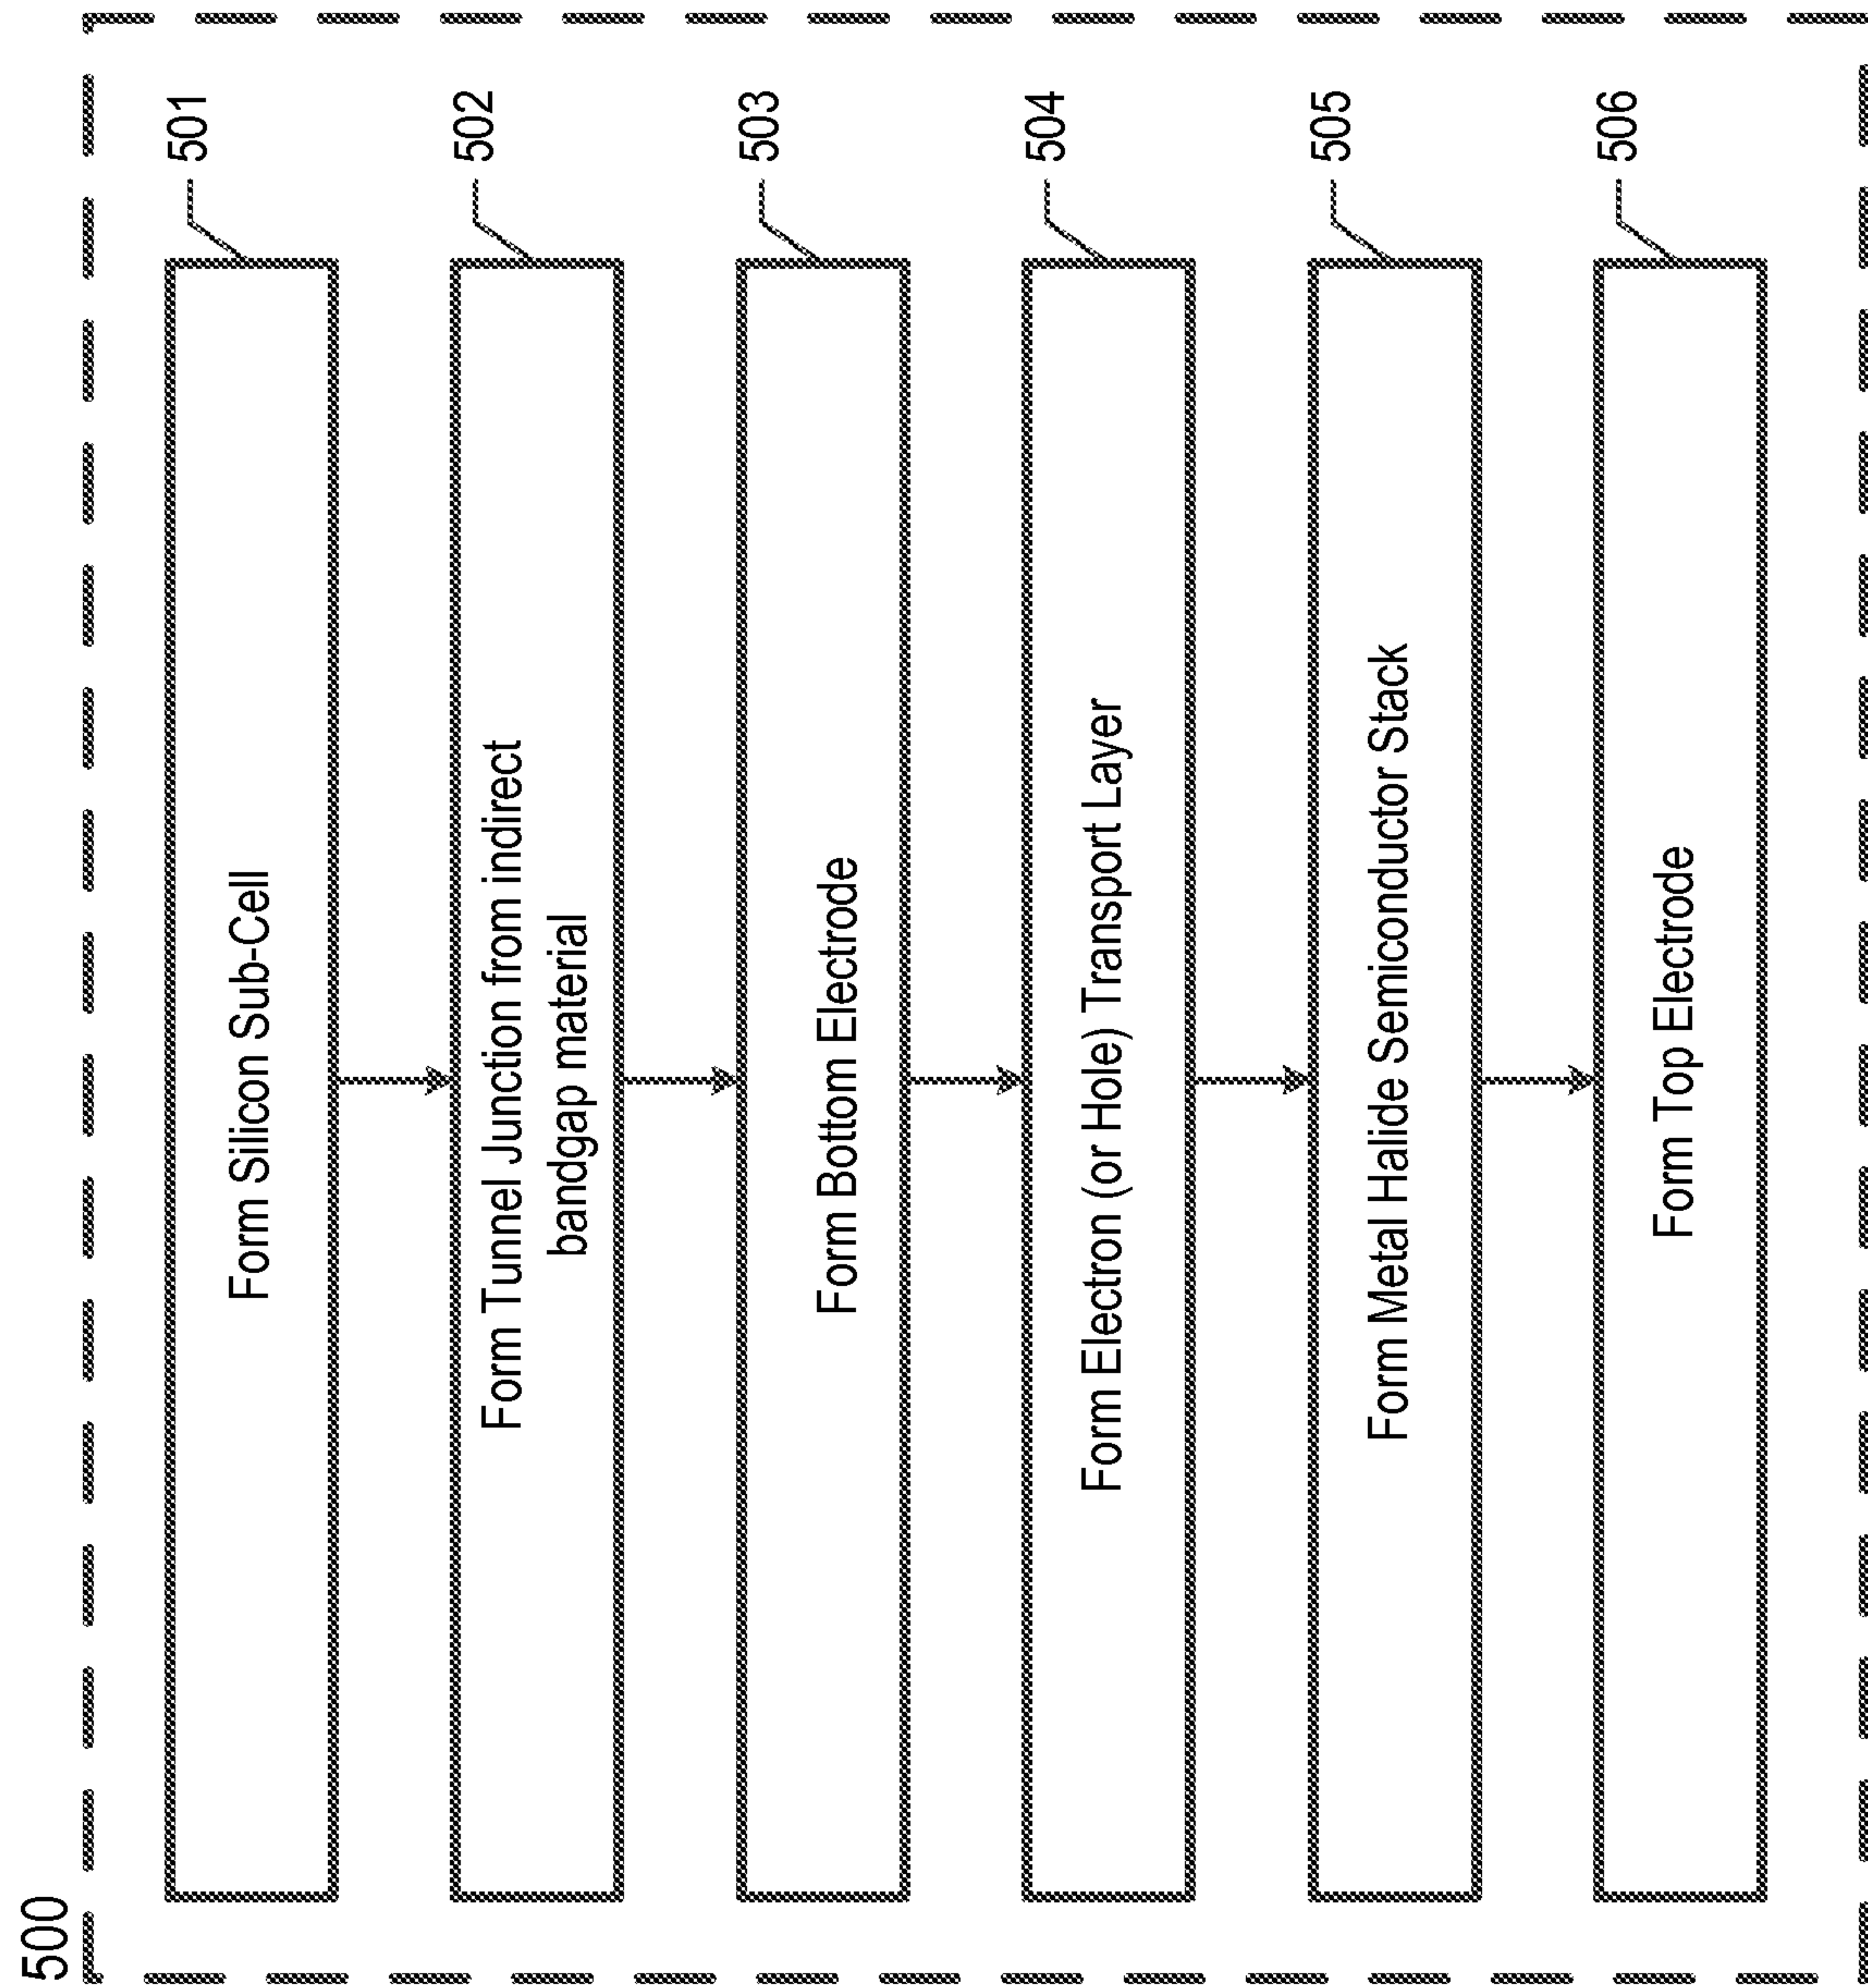 500
501
Form Silicon Sub-Cell
502
Form Tunnel Junction from indirect
bandgap material
503
Form Bottom Electrode
504
Form Electron (or Hole) Transport Layer
505
Form Metal Halide Semiconductor Stack
506
Form Top Electrode